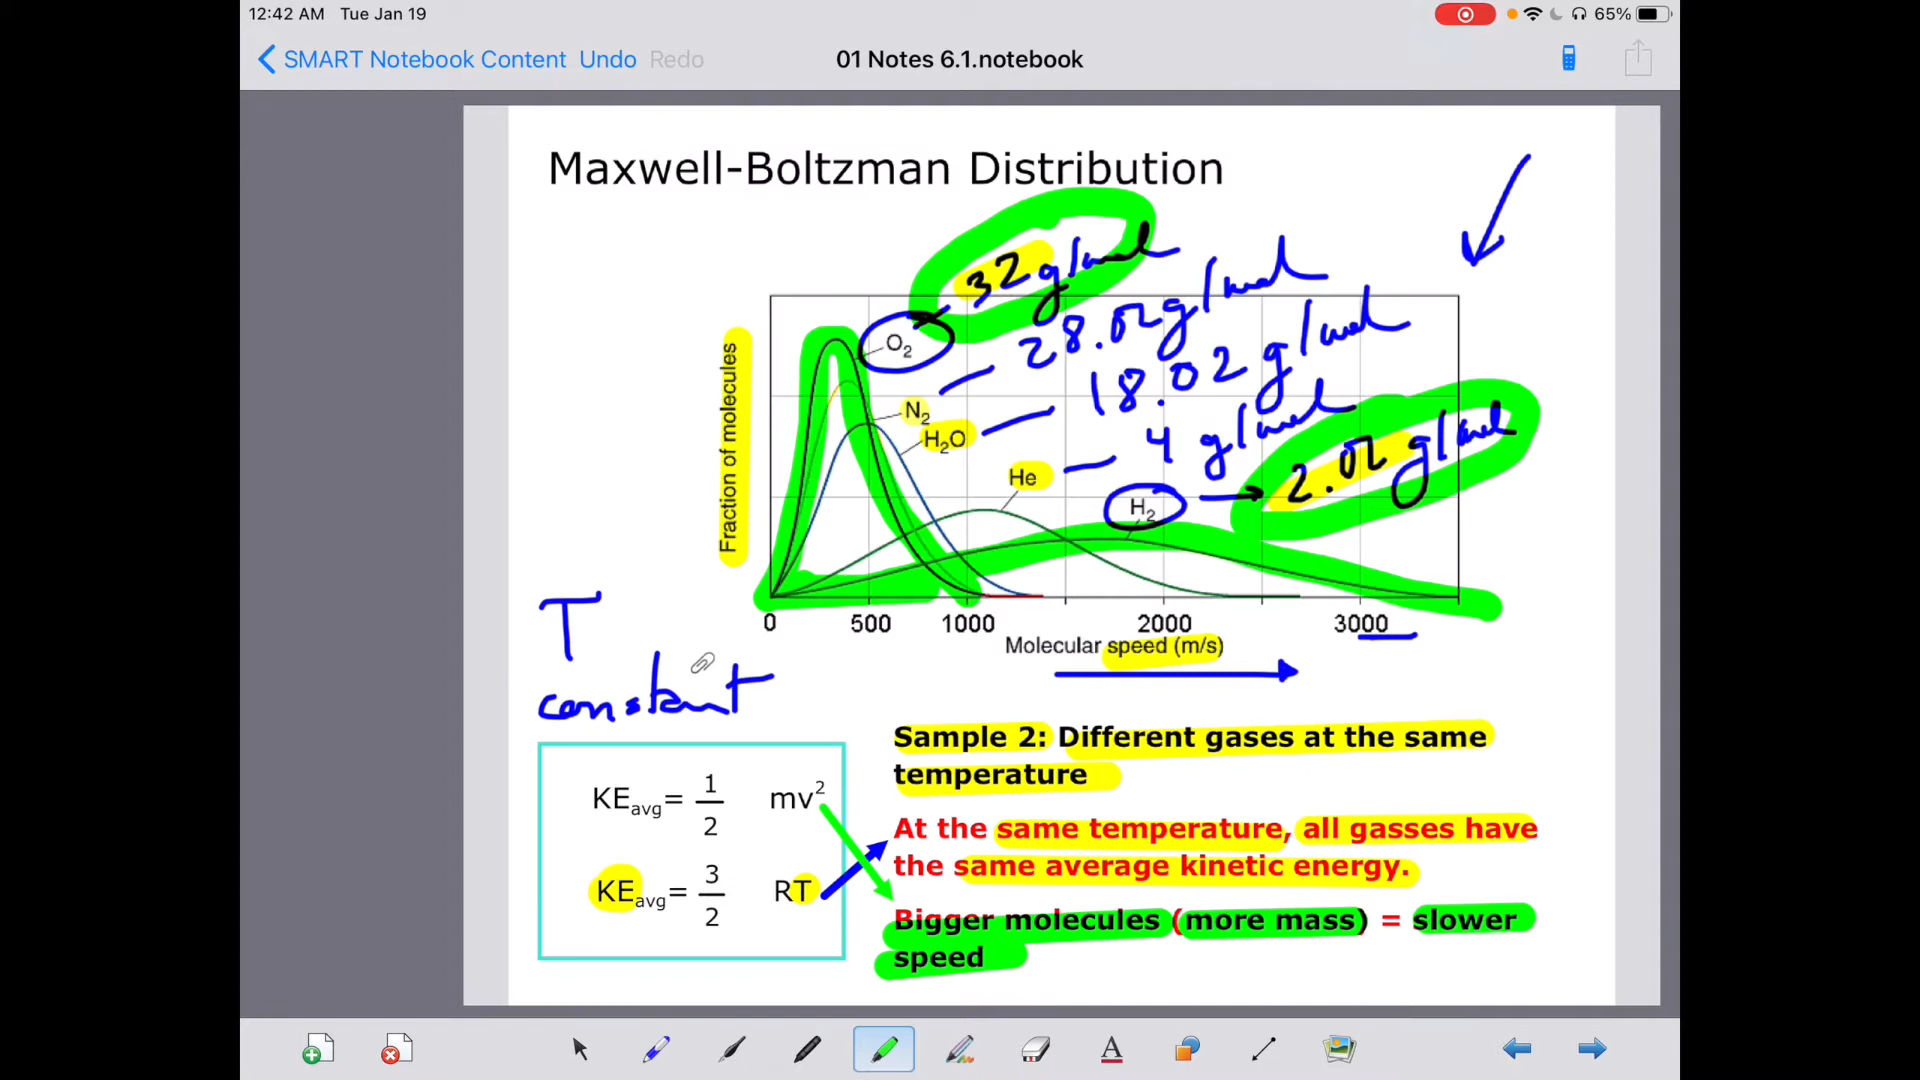 12:42 AM Tue Jan 19 65%
SMART Notebook Content Undo Redo 01 Notes 6.1.notebook
Maxwell-Boltzman Distribution
32 g/mol
28.02 g/mol
18.02 g/mol
4 g/mol
2.02 g/mol
O2
N2
H2O
He
H2
Fraction of molecules
0 500 1000 2000 3000
Molecular speed (m/s)
T
constant
KEavg= 1/2 mv2
KEavg= 3/2 RT
Sample 2: Different gases at the same
temperature
At the same temperature, all gasses have
the same average kinetic energy.
Bigger molecules (more mass) = slower
speed
A